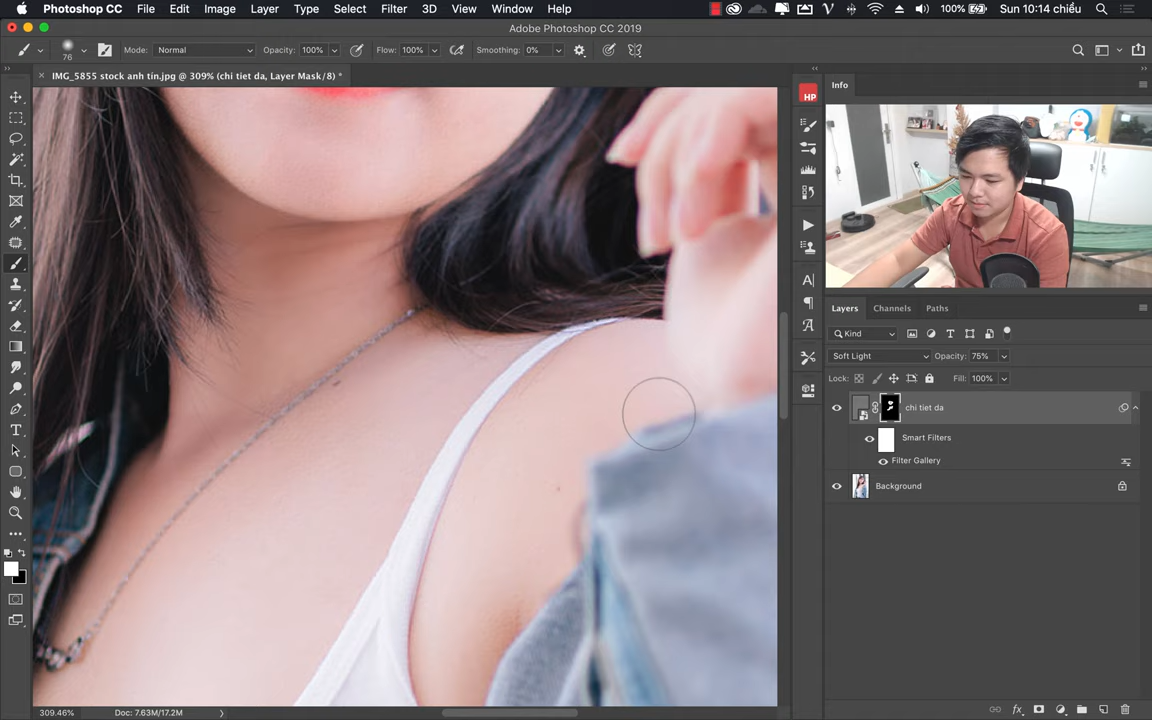 Photoshop CC File Edit Image Layer Type Select Filter 3D View Window Help 100% Sun 10:14 chiều
Adobe Photoshop CC 2019
76 Mode: Normal Opacity: 100% Flow: 100% Smoothing: 0%
IMG_5855 stock anh tin.jpg @ 309% (chi tiet da, Layer Mask/8) *
Info
HP
Layers Channels Paths
Kind
Soft Light Opacity: 75%
Lock: Fill: 100%
chi tiet da
Smart Filters
Filter Gallery
Background
309.46% Doc: 7.63M/17.2M